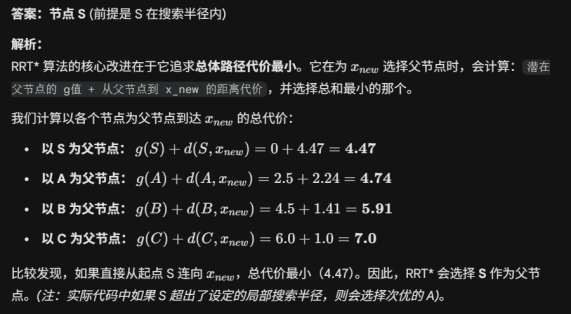 答案：节点 S (前提是 S 在搜索半径内)
解析：
RRT* 算法的核心改进在于它追求总体路径代价最小。它在为 x_new 选择父节点时，会计算： 潜在
父节点的 g值 + 从父节点到 x_new 的距离代价 ，并选择总和最小的那个。
我们计算以各个节点为父节点到达 x_new 的总代价：
• 以 S 为父节点： g(S) + d(S, x_new) = 0 + 4.47 = 4.47
• 以 A 为父节点： g(A) + d(A, x_new) = 2.5 + 2.24 = 4.74
• 以 B 为父节点： g(B) + d(B, x_new) = 4.5 + 1.41 = 5.91
• 以 C 为父节点： g(C) + d(C, x_new) = 6.0 + 1.0 = 7.0
比较发现，如果直接从起点 S 连向 x_new，总代价最小（4.47）。因此，RRT* 会选择 S 作为父节
点。(注：实际代码中如果 S 超出了设定的局部搜索半径，则会选择次优的 A)。